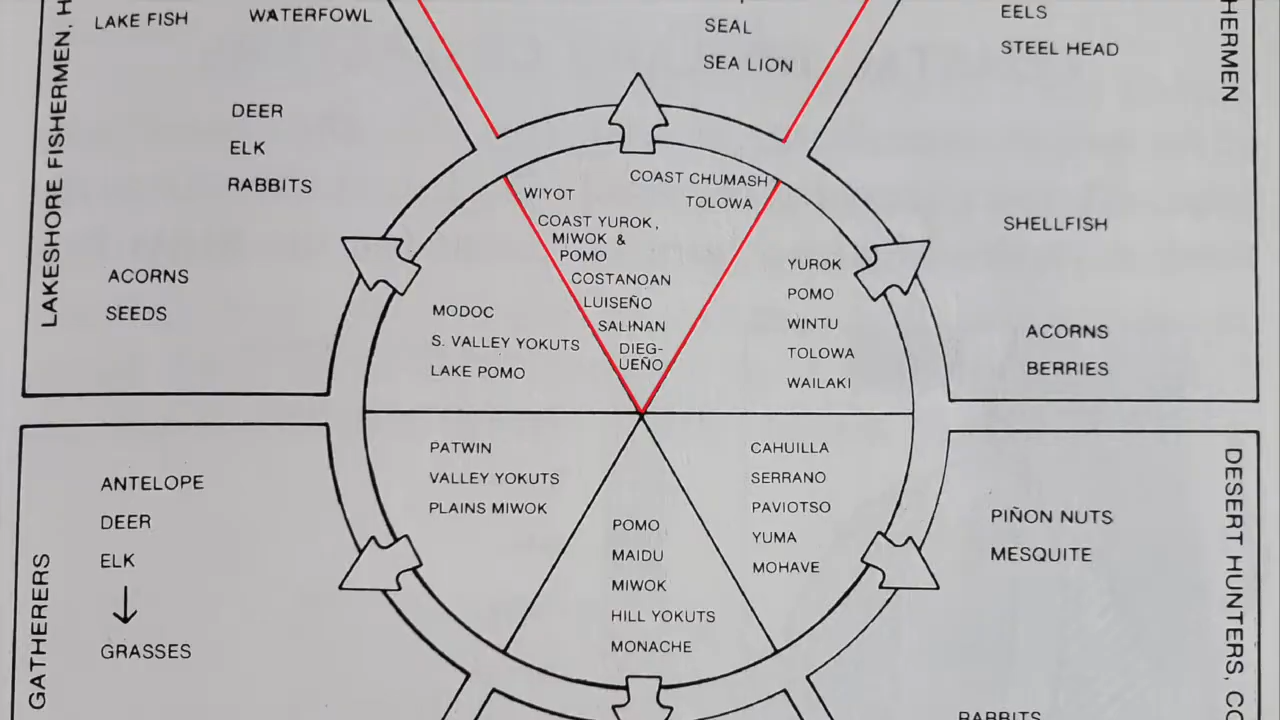 LAKE FISH
WATERFOWL
DEER
ELK
RABBITS
ACORNS
SEEDS
LAKESHORE FISHERMEN, H
SEAL
SEA LION
EELS
STEEL HEAD
SHELLFISH
ACORNS
BERRIES
HERMEN
WIYOT
COAST YUROK,
MIWOK &
POMO
COSTANOAN
LUISEÑO
SALINAN
DIEG-
UEÑO
COAST CHUMASH
TOLOWA
MODOC
S. VALLEY YOKUTS
LAKE POMO
YUROK
POMO
WINTU
TOLOWA
WAILAKI
PATWIN
VALLEY YOKUTS
PLAINS MIWOK
POMO
MAIDU
MIWOK
HILL YOKUTS
MONACHE
CAHUILLA
SERRANO
PAVIOTSO
YUMA
MOHAVE
GATHERERS
ANTELOPE
DEER
ELK
GRASSES
PIÑON NUTS
MESQUITE
RABBITS
DESERT HUNTERS, CO